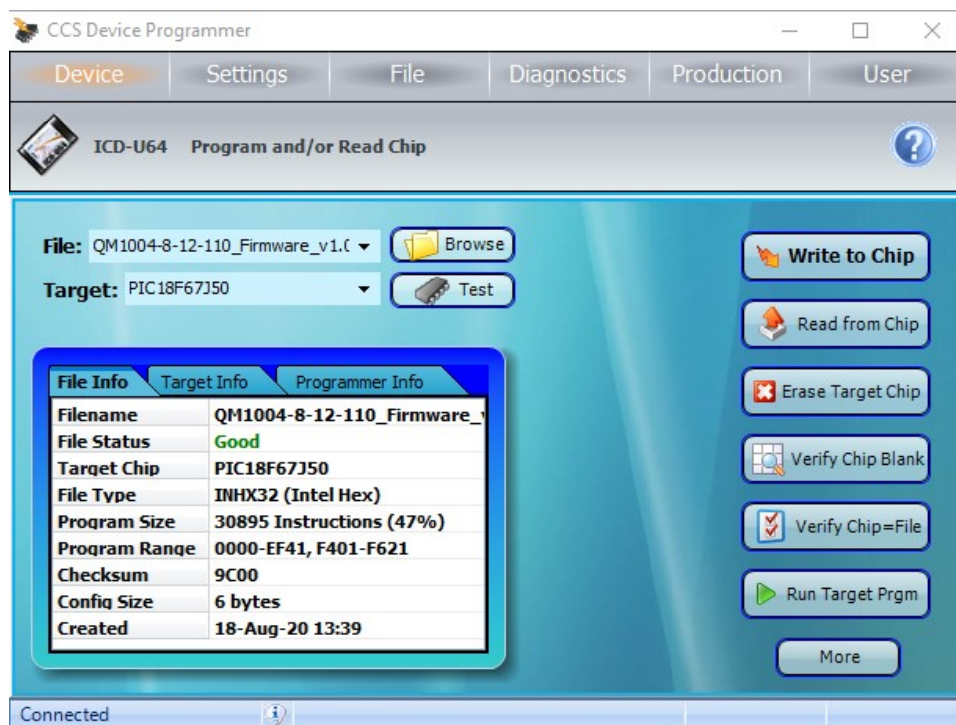 CCS Device Programmer
Device Settings File Diagnostics Production User
ICD-U64 Program and/or Read Chip
File: QM1004-8-12-110_Firmware_v1.( Browse
Target: PIC18F67J50 Test
Write to Chip
Read from Chip
Erase Target Chip
Verify Chip Blank
Verify Chip=File
Run Target Prgm
More
File Info Target Info Programmer Info
Filename QM1004-8-12-110_Firmware_v
File Status Good
Target Chip PIC18F67J50
File Type INHX32 (Intel Hex)
Program Size 30895 Instructions (47%)
Program Range 0000-EF41, F401-F621
Checksum 9C00
Config Size 6 bytes
Created 18-Aug-20 13:39
Connected